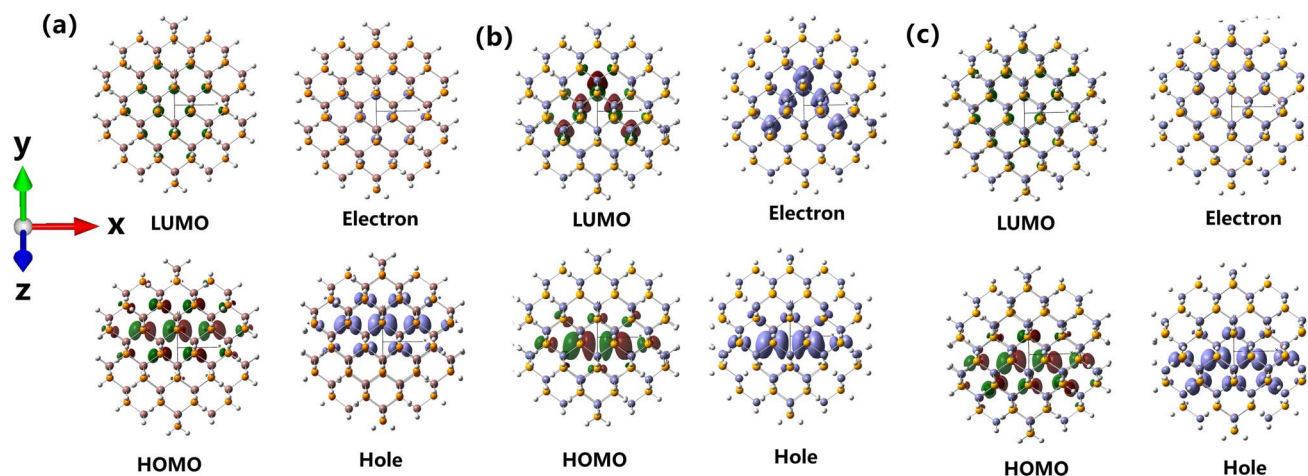 (a)
(b)
(c)
y
x
z
LUMO
Electron
LUMO
Electron
LUMO
Electron
HOMO
Hole
HOMO
Hole
HOMO
Hole